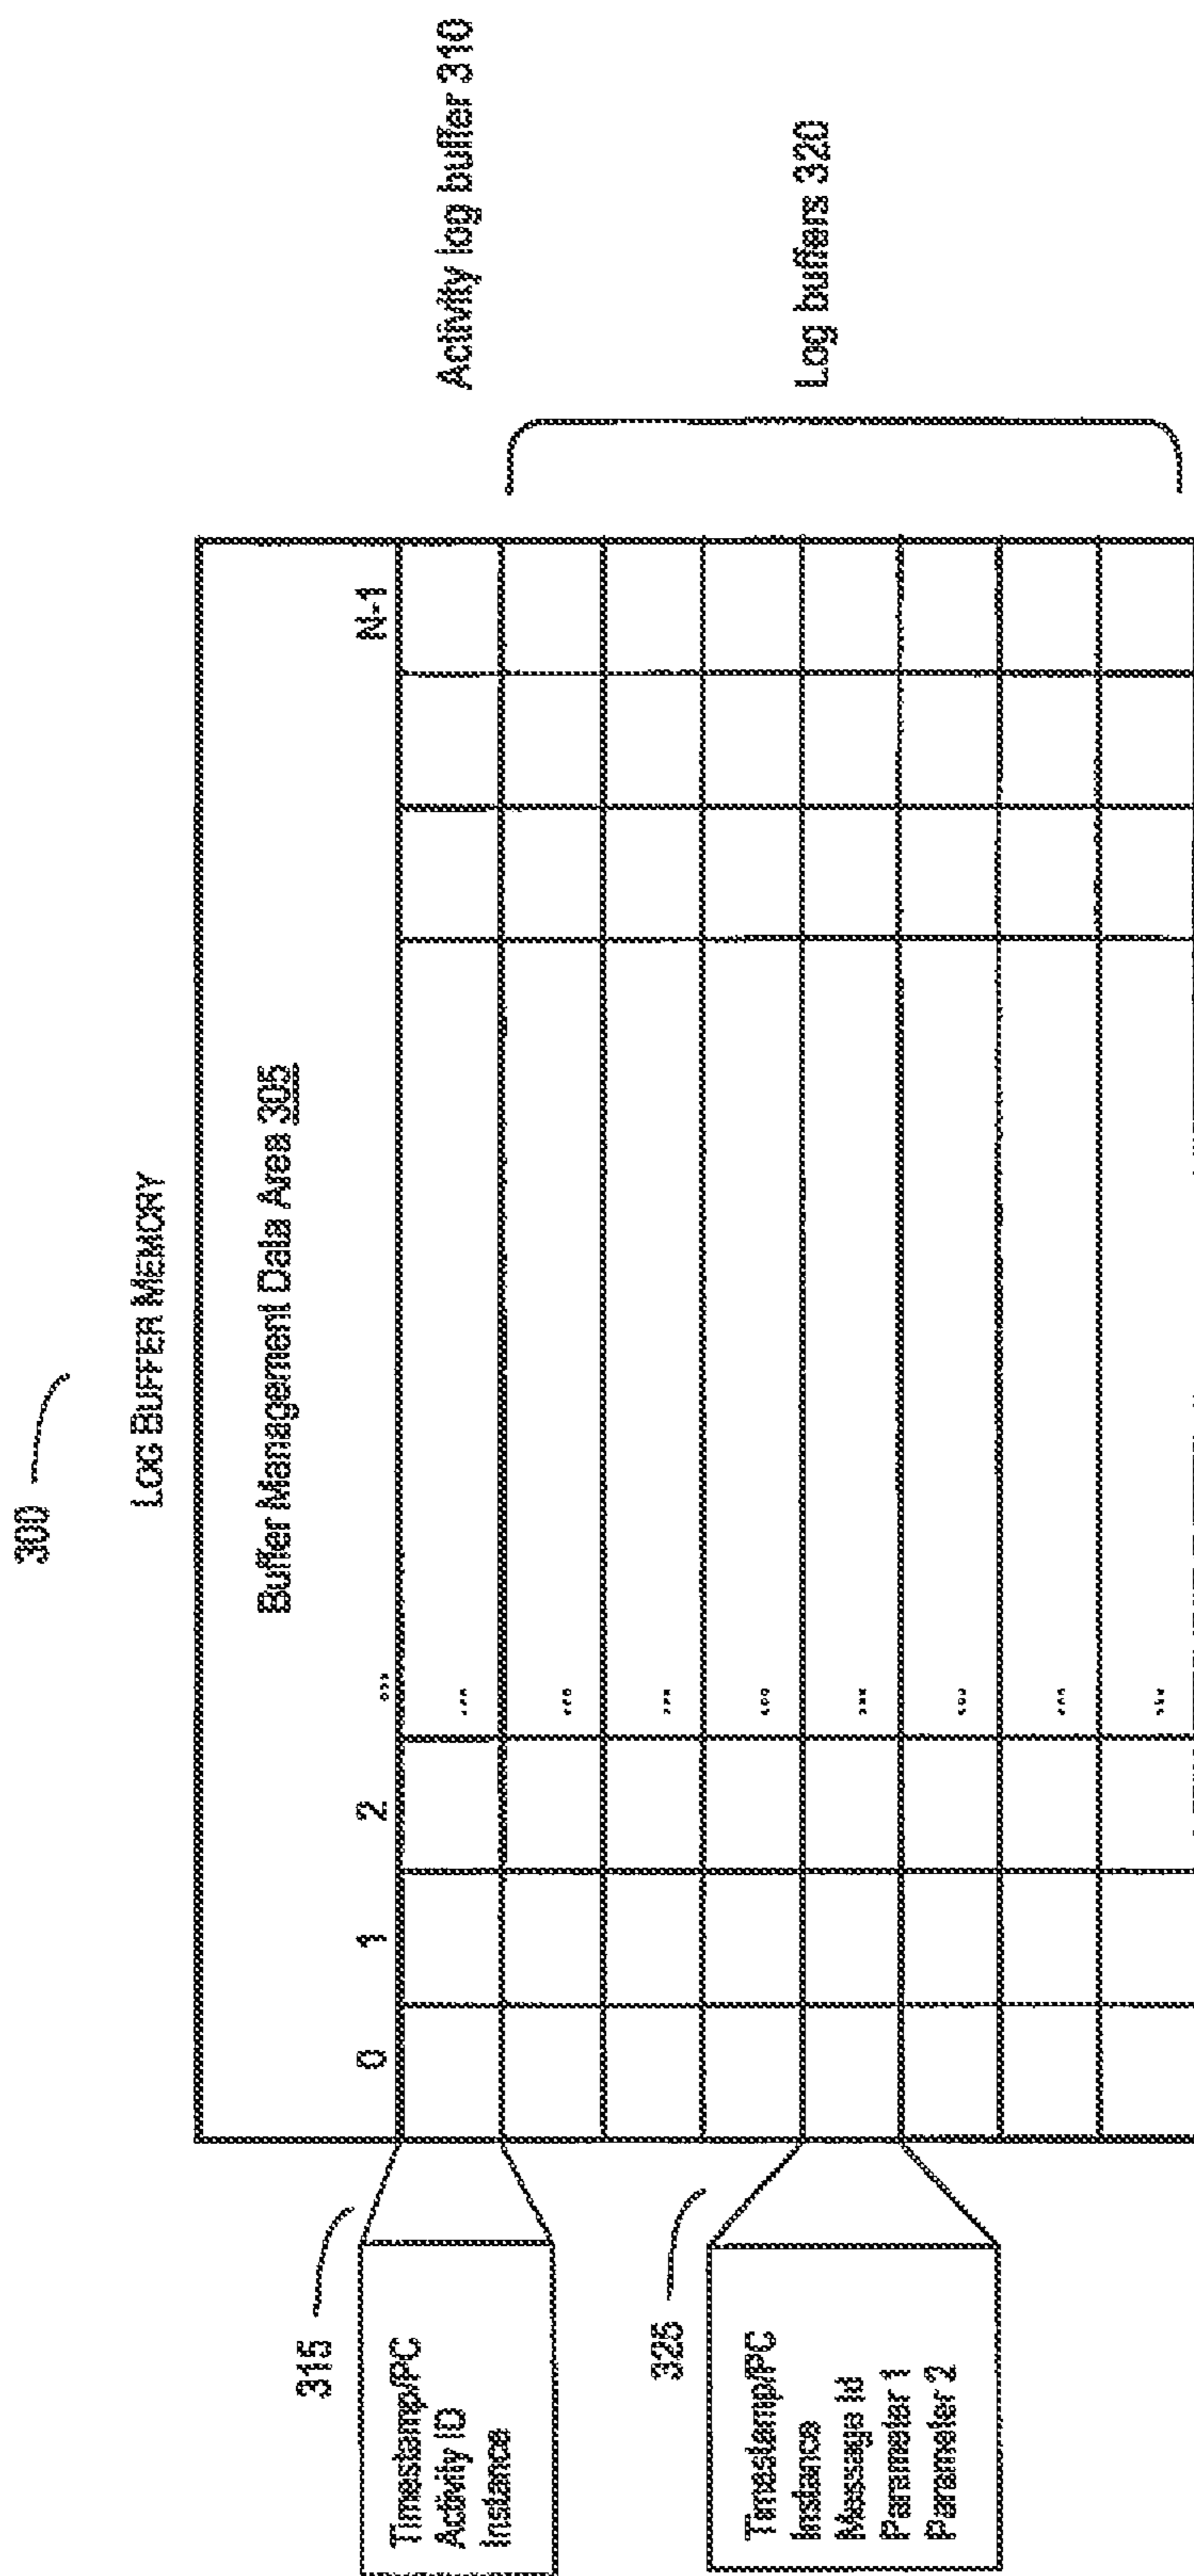 300
LOG BUFFER MEMORY
Buffer Management Data Area 305
0 1 2 ... N-1
Activity log buffer 310
Log buffers 320
315
Timestamp/PC
Activity ID
Instance
325
Timestamp/PC
Instance
Message Id
Parameter 1
Parameter 2